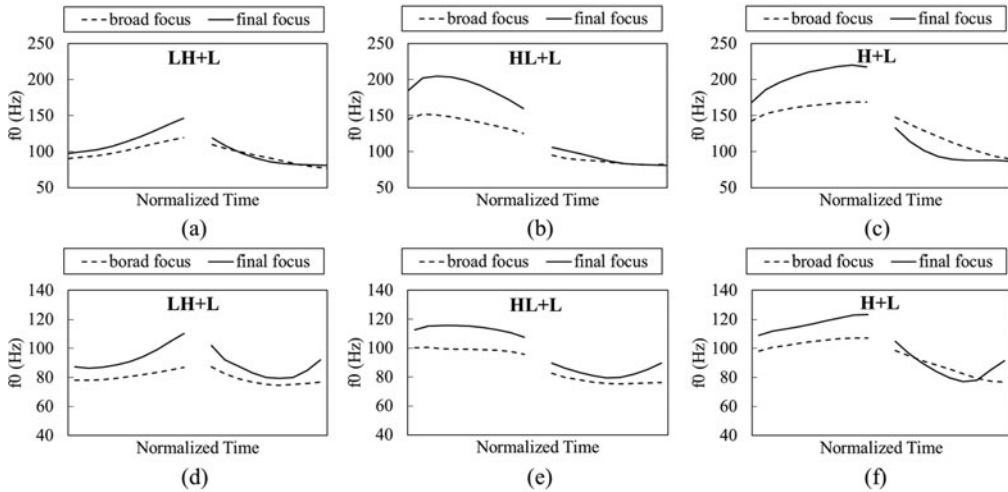 broad focus final focus
250
200
150
100
50
f0 (Hz)
LH+L
Normalized Time
(a)
broad focus final focus
250
200
150
100
50
f0 (Hz)
HL+L
Normalized Time
(b)
broad focus final focus
250
200
150
100
50
f0 (Hz)
H+L
Normalized Time
(c)
borad focus final focus
140
120
100
80
60
40
f0 (Hz)
LH+L
Normalized Time
(d)
broad focus final focus
140
120
100
80
60
40
f0 (Hz)
HL+L
Normalized Time
(e)
broad focus final focus
140
120
100
80
60
40
f0 (Hz)
H+L
Normalized Time
(f)